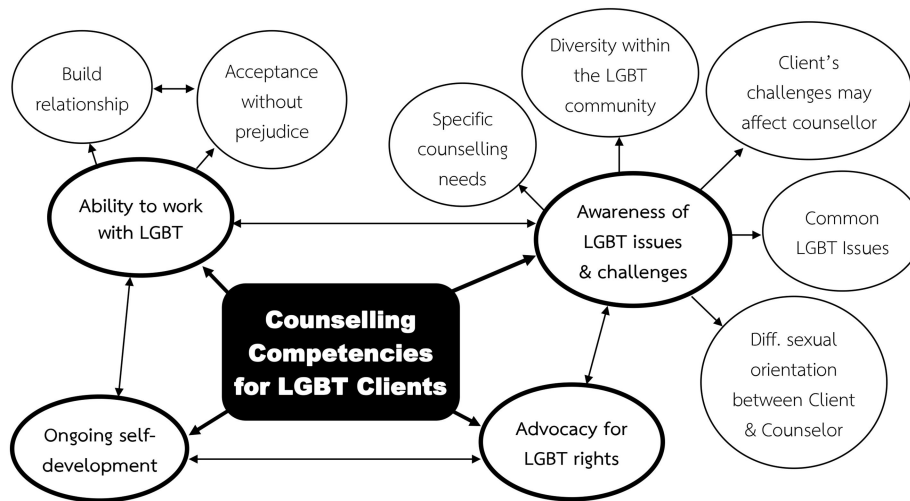 Build
relationship
Acceptance
without
prejudice
Specific
counselling
needs
Diversity within
the LGBT
community
Client's
challenges may
affect counsellor
Ability to work
with LGBT
Awareness of
LGBT issues
& challenges
Common
LGBT Issues
Counselling
Competencies
for LGBT Clients
Diff. sexual
orientation
between Client
& Counselor
Ongoing self-
development
Advocacy for
LGBT rights